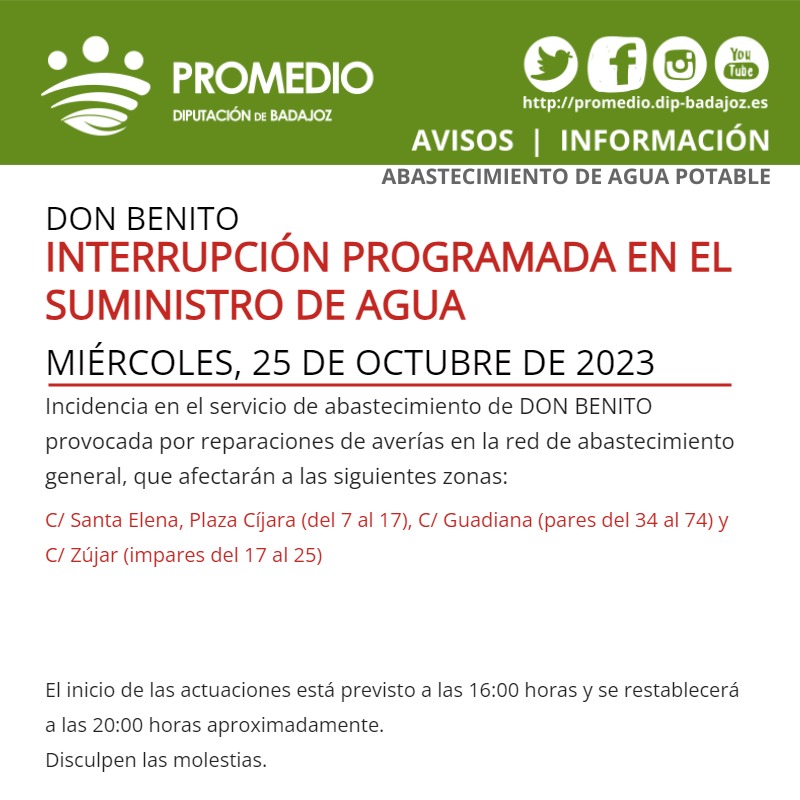 PROMEDIO
DIPUTACIÓN DE BADAJOZ
You
Tube
http://promedio.dip-badajoz.es
AVISOS | INFORMACIÓN
ABASTECIMIENTO DE AGUA POTABLE
DON BENITO
INTERRUPCIÓN PROGRAMADA EN EL
SUMINISTRO DE AGUA
MIÉRCOLES, 25 DE OCTUBRE DE 2023
Incidencia en el servicio de abastecimiento de DON BENITO
provocada por reparaciones de averías en la red de abastecimiento
general, que afectarán a las siguientes zonas:
C/ Santa Elena, Plaza Cíjara (del 7 al 17), C/ Guadiana (pares del 34 al 74) y
C/ Zújar (impares del 17 al 25)
El inicio de las actuaciones está previsto a las 16:00 horas y se restablecerá
a las 20:00 horas aproximadamente.
Disculpen las molestias.